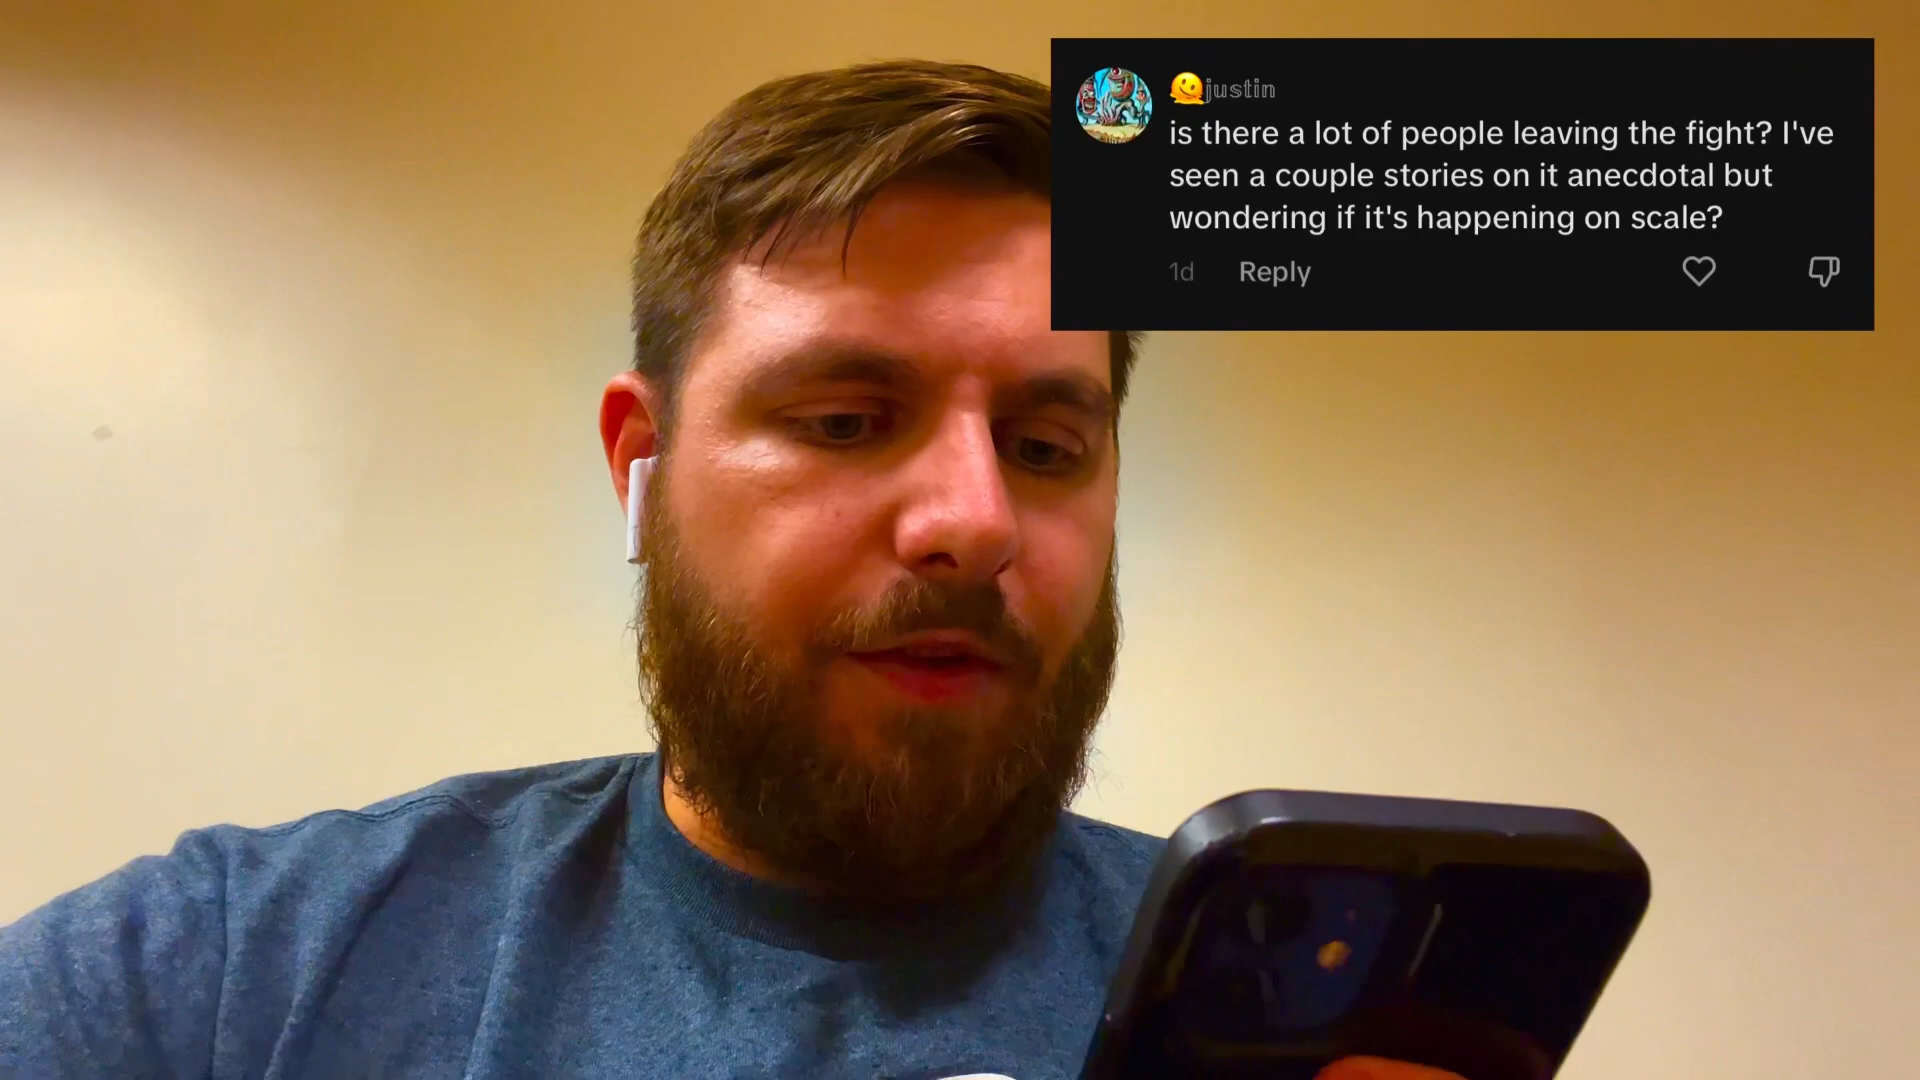 🫠justin
is there a lot of people leaving the fight? I've
seen a couple stories on it anecdotal but
wondering if it's happening on scale?
1d Reply